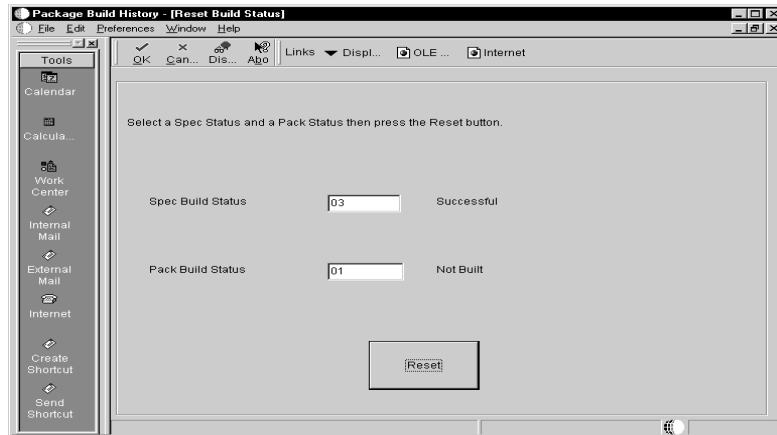 Package Build History - [Reset Build Status]
File Edit Preferences Window Help
Tools
OK Can... Dis... Abo Links Displ... OLE ... Internet
Calendar
Calcula...
Work
Center
Internal
Mail
External
Mail
Internet
Create
Shortcut
Send
Shortcut
Select a Spec Status and a Pack Status then press the Reset button.
Spec Build Status 03 Successful
Pack Build Status 01 Not Built
Reset